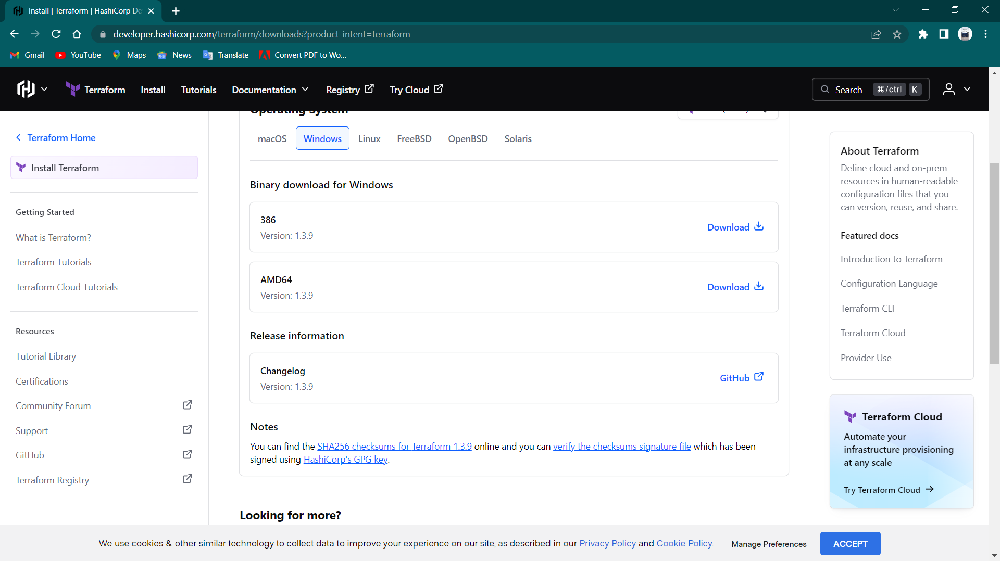 Install | Terraform | HashiCorp De
developer.hashicorp.com/terraform/downloads?product_intent=terraform
Gmail YouTube Maps News Translate Convert PDF to Wo...
Terraform Install Tutorials Documentation Registry Try Cloud Search ⌘/ctrl K
Operating System
Terraform Home
Install Terraform
Getting Started
What is Terraform?
Terraform Tutorials
Terraform Cloud Tutorials
Resources
Tutorial Library
Certifications
Community Forum
Support
GitHub
Terraform Registry
macOS Windows Linux FreeBSD OpenBSD Solaris
Binary download for Windows
386
Version: 1.3.9
Download
AMD64
Version: 1.3.9
Download
Release information
Changelog
Version: 1.3.9
GitHub
Notes
You can find the SHA256 checksums for Terraform 1.3.9 online and you can verify the checksums signature file which has been
signed using HashiCorp's GPG key.
Looking for more?
About Terraform
Define cloud and on-prem
resources in human-readable
configuration files that you
can version, reuse, and share.
Featured docs
Introduction to Terraform
Configuration Language
Terraform CLI
Terraform Cloud
Provider Use
Terraform Cloud
Automate your
infrastructure provisioning
at any scale
Try Terraform Cloud
We use cookies & other similar technology to collect data to improve your experience on our site, as described in our Privacy Policy and Cookie Policy.
Manage Preferences
ACCEPT